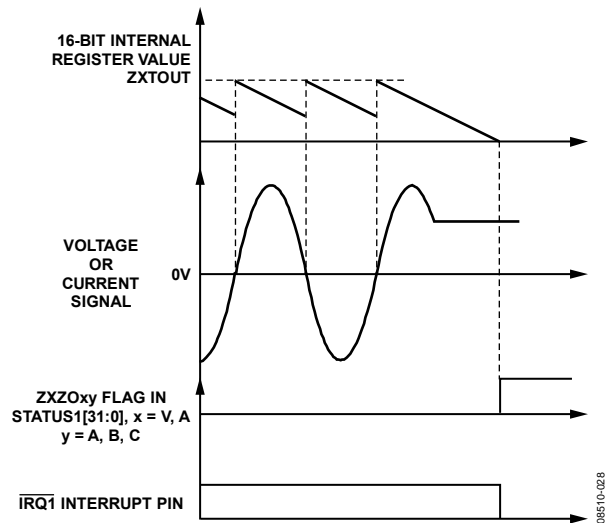 16-BIT INTERNAL
REGISTER VALUE
ZXTOUT
VOLTAGE
OR
CURRENT
SIGNAL
0V
ZXZOxy FLAG IN
STATUS1[31:0], x = V, A
y = A, B, C
IRQ1 INTERRUPT PIN
08510-028